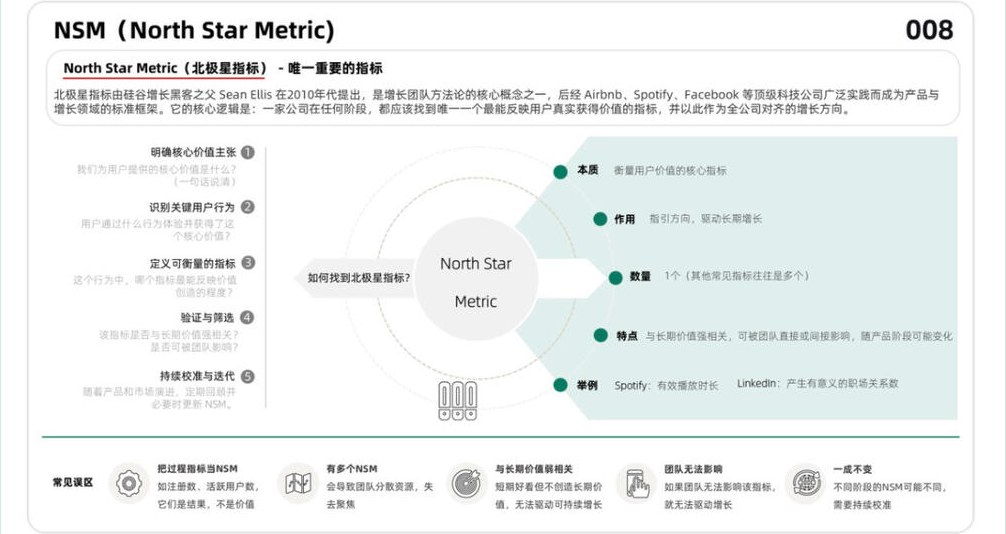 NSM（North Star Metric）
008
North Star Metric（北极星指标） - 唯一重要的指标
北极星指标由硅谷增长黑客之父 Sean Ellis 在2010年代提出，是增长团队方法论的核心概念之一，后经 Airbnb、Spotify、Facebook 等顶级科技公司广泛实践而成为产品与
增长领域的标准框架。它的核心逻辑是：一家公司在任何阶段，都应该找到唯一一个最能反映用户真实获得价值的指标，并以此作为全公司对齐的增长方向。
明确核心价值主张 1
我们为用户提供的核心价值是什么？
（一句话说清）
识别关键用户行为 2
用户通过什么行为体验并获得了这
个核心价值？
定义可衡量的指标 3
这个行为中，哪个指标最能反映价值
创造的程度？
验证与筛选 4
该指标是否与长期价值强相关？
是否可被团队影响？
持续校准与迭代 5
随着产品和市场演进，定期回顾并
必要时更新 NSM。
如何找到北极星指标？
North Star
Metric
本质 衡量用户价值的核心指标
作用 指引方向，驱动长期增长
数量 1个（其他常见指标往往是多个）
特点 与长期价值强相关，可被团队直接或间接影响，随产品阶段可能变化
举例 Spotify：有效播放时长 LinkedIn：产生有意义的职场关系数
常见误区
把过程指标当NSM
如注册数、活跃用户数，
它们是结果，不是价值
有多个NSM
会导致团队分散资源，失
去聚焦
与长期价值弱相关
短期好看但不创造长期价
值，无法驱动可持续增长
团队无法影响
如果团队无法影响该指标，
就无法驱动增长
一成不变
不同阶段的NSM可能不同，
需要持续校准